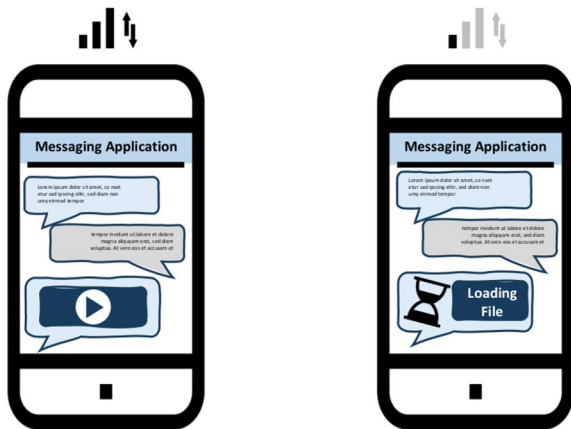 Messaging Application
Lorem ipsum dolor sit amet, co nset
etur sad ipscing elitr, sed diam non
umy eirmod tempor
tempor invidunt ut labore et dolore
magna aliquyam erat, sed diam
voluptua. At vero eos et accusam et
Messaging Application
Lorem ipsum dolor sit amet, co nset
etur sad ipscing elitr, sed diam non
umy eirmod tempor
tempor invidunt ut labore et dolore
magna aliquyam erat, sed diam
voluptua. At vero eos et accusam et
Loading
File